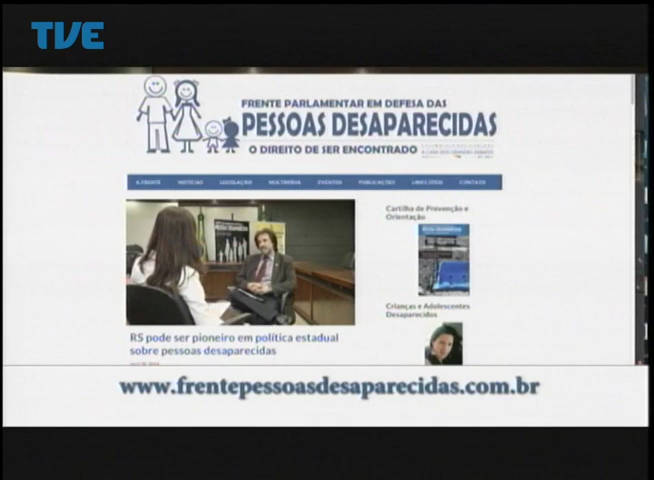 TVE
FRENTE PARLAMENTAR EM DEFESA DAS
PESSOAS DESAPARECIDAS
O DIREITO DE SER ENCONTRADO
A FRENTE NOTÍCIAS LEGISLAÇÃO MULTIMÍDIA EVENTOS PUBLICAÇÕES LINKS ÚTEIS CONTATO
Cartilha de Prevenção e
Orientação
Crianças e Adolescentes
Desaparecidos
RS pode ser pioneiro em política estadual
sobre pessoas desaparecidas
www.frentepessoasdesaparecidas.com.br